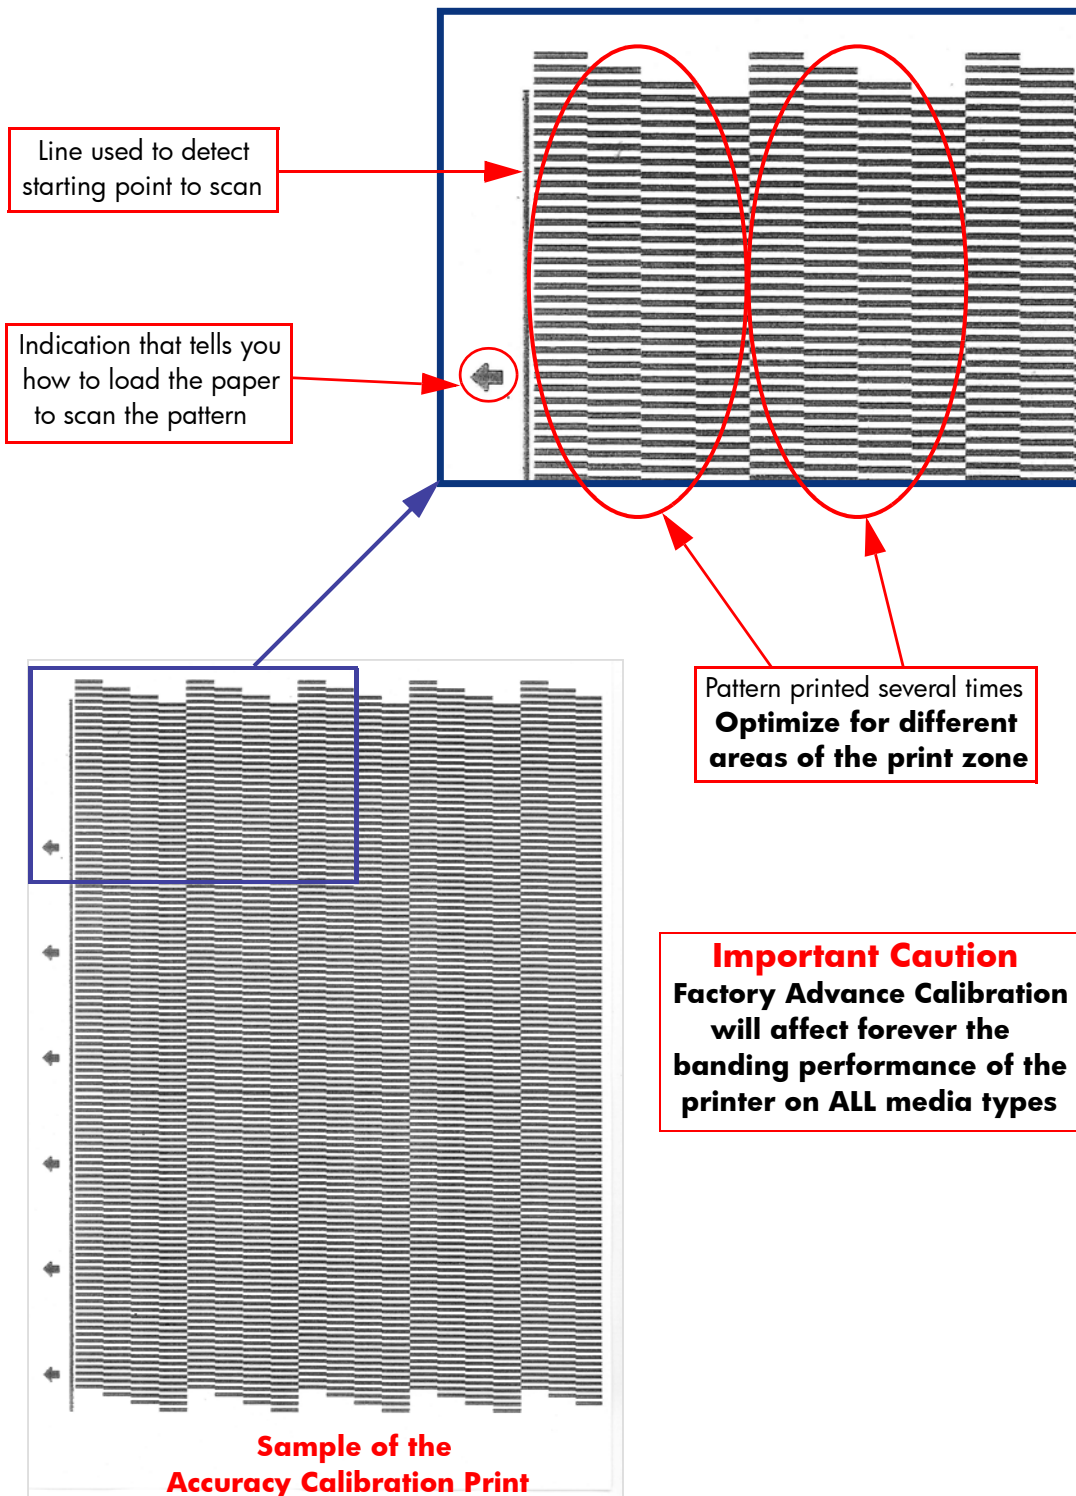 Line used to detect
starting point to scan
Indication that tells you
how to load the paper
to scan the pattern
Pattern printed several times
Optimize for different
areas of the print zone
Important Caution
Factory Advance Calibration
will affect forever the
banding performance of the
printer on ALL media types
Sample of the
Accuracy Calibration Print